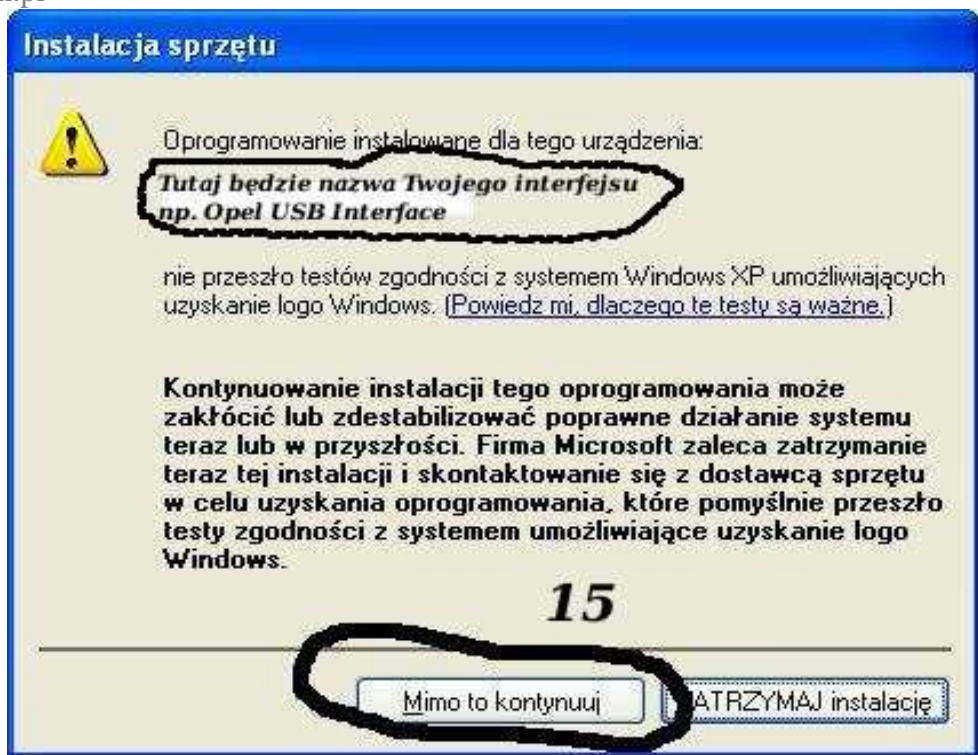 Instalacja sprzętu
Oprogramowanie instalowane dla tego urządzenia:
Tutaj będzie nazwa Twojego interfejsu
np. Opel USB Interface
nie przeszło testów zgodności z systemem Windows XP umożliwiających
uzyskanie logo Windows. (Powiedz mi, dlaczego te testy są ważne.)
Kontynuowanie instalacji tego oprogramowania może
zakłócić lub zdestabilizować poprawne działanie systemu
teraz lub w przyszłości. Firma Microsoft zaleca zatrzymanie
teraz tej instalacji i skontaktowanie się z dostawcą sprzętu
w celu uzyskania oprogramowania, które pomyślnie przeszło
testy zgodności z systemem umożliwiające uzyskanie logo
Windows.
15
Mimo to kontynuuj ATRZYMAJ instalację